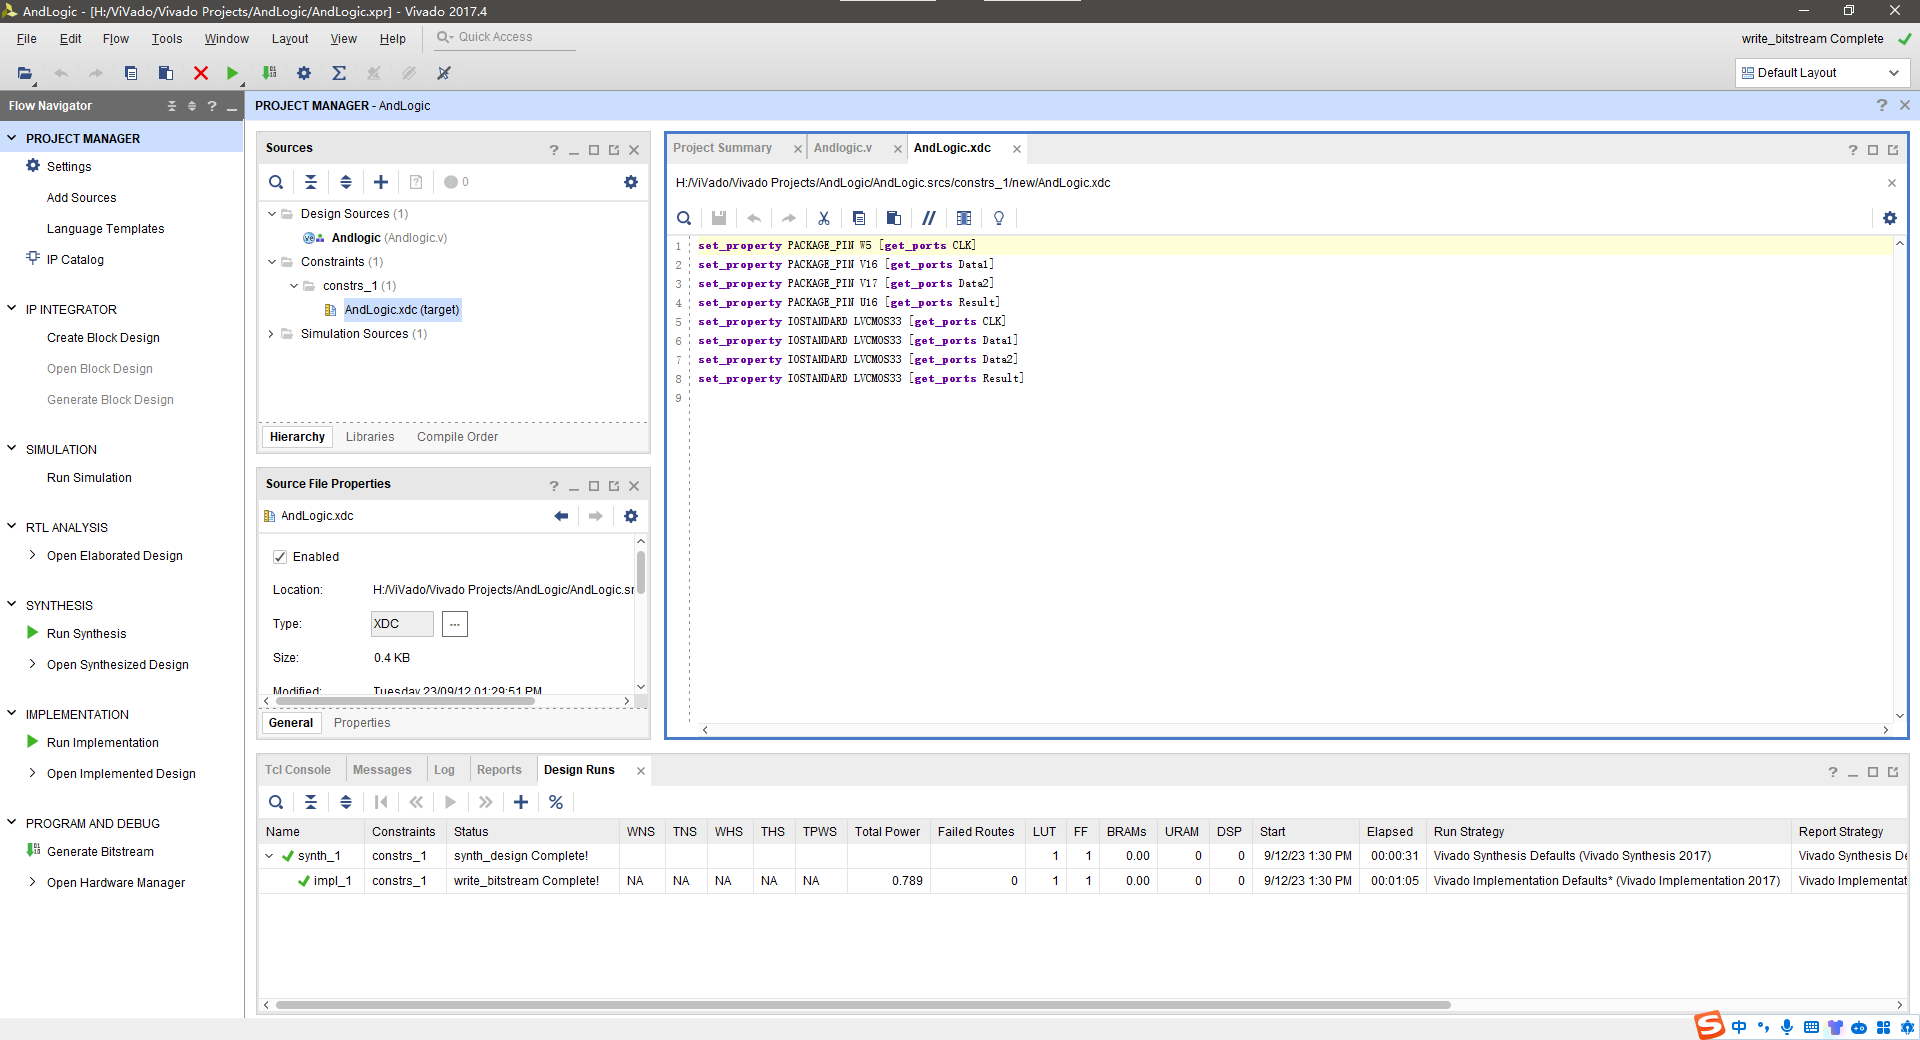 AndLogic - [H:/ViVado/Vivado Projects/AndLogic/AndLogic.xpr] - Vivado 2017.4
File Edit Flow Tools Window Layout View Help Quick Access
write_bitstream Complete
Default Layout
Flow Navigator
PROJECT MANAGER
Settings
Add Sources
Language Templates
IP Catalog
IP INTEGRATOR
Create Block Design
Open Block Design
Generate Block Design
SIMULATION
Run Simulation
RTL ANALYSIS
Open Elaborated Design
SYNTHESIS
Run Synthesis
Open Synthesized Design
IMPLEMENTATION
Run Implementation
Open Implemented Design
PROGRAM AND DEBUG
Generate Bitstream
Open Hardware Manager
PROJECT MANAGER - AndLogic
Sources
0
Design Sources (1)
Andlogic (Andlogic.v)
Constraints (1)
constrs_1 (1)
AndLogic.xdc (target)
Simulation Sources (1)
Hierarchy Libraries Compile Order
Source File Properties
AndLogic.xdc
Enabled
Location: H:/ViVado/Vivado Projects/AndLogic/AndLogic.sr
Type: XDC ...
Size: 0.4 KB
Modified: Tuesday 23/09/12 01:29:51 PM
General Properties
Project Summary Andlogic.v AndLogic.xdc
H:/ViVado/Vivado Projects/AndLogic/AndLogic.srcs/constrs_1/new/AndLogic.xdc
1 set_property PACKAGE_PIN W5 [get_ports CLK]
2 set_property PACKAGE_PIN V16 [get_ports Data1]
3 set_property PACKAGE_PIN V17 [get_ports Data2]
4 set_property PACKAGE_PIN U16 [get_ports Result]
5 set_property IOSTANDARD LVCMOS33 [get_ports CLK]
6 set_property IOSTANDARD LVCMOS33 [get_ports Data1]
7 set_property IOSTANDARD LVCMOS33 [get_ports Data2]
8 set_property IOSTANDARD LVCMOS33 [get_ports Result]
9
Tcl Console Messages Log Reports Design Runs
Name Constraints Status WNS TNS WHS THS TPWS Total Power Failed Routes LUT FF BRAMs URAM DSP Start Elapsed Run Strategy Report Strategy
synth_1 constrs_1 synth_design Complete! 1 1 0.00 0 0 9/12/23 1:30 PM 00:00:31 Vivado Synthesis Defaults (Vivado Synthesis 2017) Vivado Synthesis De
impl_1 constrs_1 write_bitstream Complete! NA NA NA NA NA 0.789 0 1 1 0.00 0 0 9/12/23 1:30 PM 00:01:05 Vivado Implementation Defaults* (Vivado Implementation 2017) Vivado Implementat
中